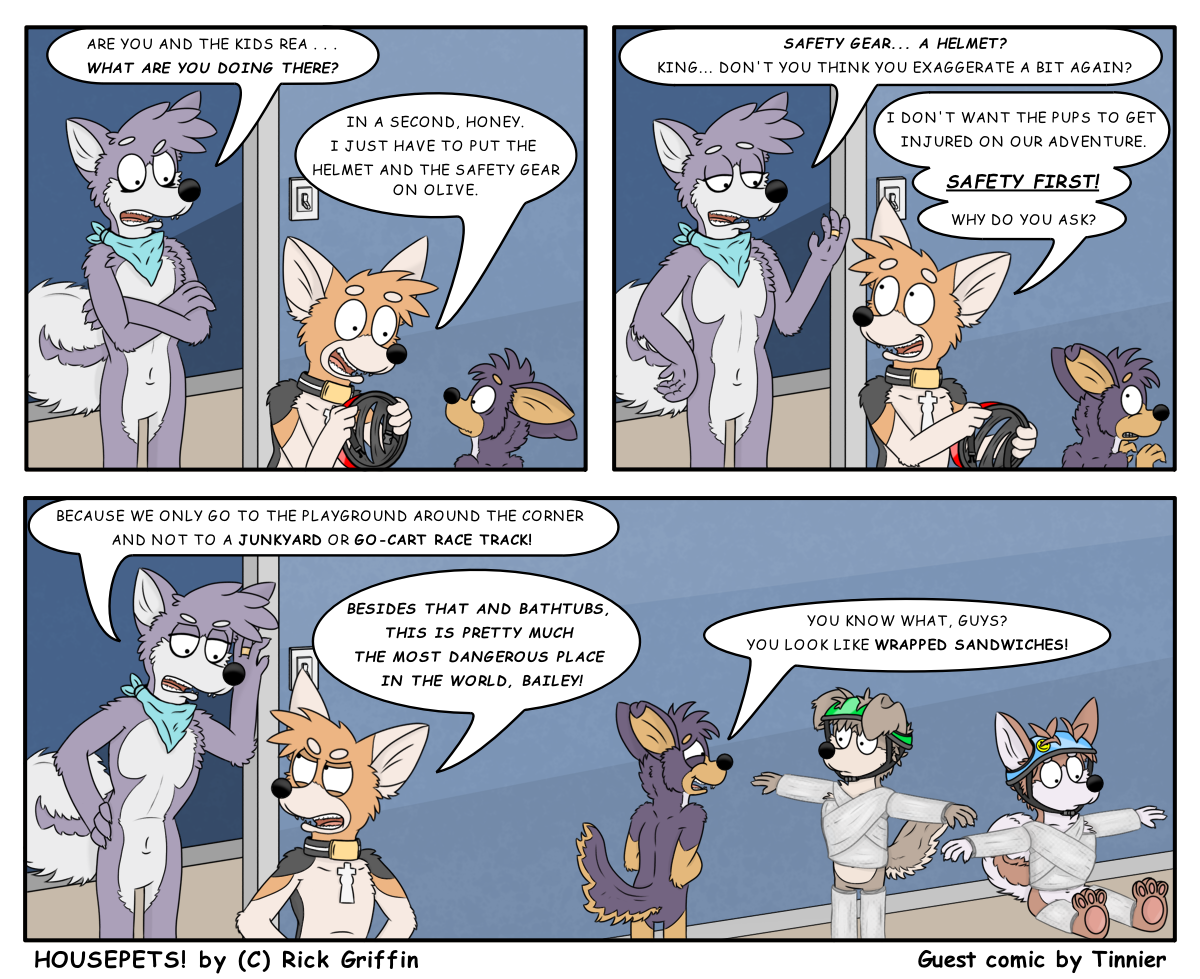 ARE YOU AND THE KIDS REA . . .
WHAT ARE YOU DOING THERE?
IN A SECOND, HONEY.
I JUST HAVE TO PUT THE
HELMET AND THE SAFETY GEAR
ON OLIVE.
SAFETY GEAR... A HELMET?
KING... DON'T YOU THINK YOU EXAGGERATE A BIT AGAIN?
I DON'T WANT THE PUPS TO GET
INJURED ON OUR ADVENTURE.
SAFETY FIRST!
WHY DO YOU ASK?
BECAUSE WE ONLY GO TO THE PLAYGROUND AROUND THE CORNER
AND NOT TO A JUNKYARD OR GO-CART RACE TRACK!
BESIDES THAT AND BATHTUBS,
THIS IS PRETTY MUCH
THE MOST DANGEROUS PLACE
IN THE WORLD, BAILEY!
YOU KNOW WHAT, GUYS?
YOU LOOK LIKE WRAPPED SANDWICHES!
HOUSEPETS! by (C) Rick Griffin
Guest comic by Tinnier